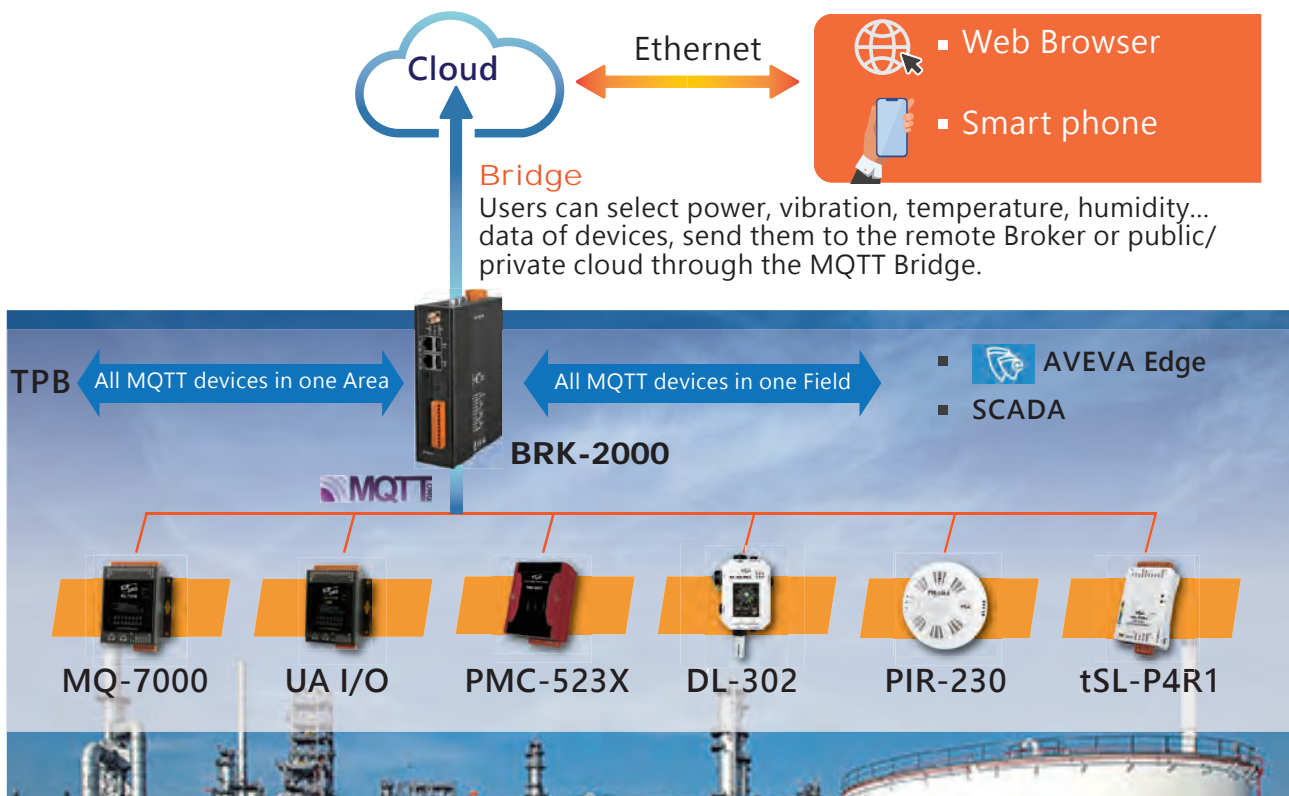 Cloud
Ethernet
▪ Web Browser
▪ Smart phone
Bridge
Users can select power, vibration, temperature, humidity...
data of devices, send them to the remote Broker or public/
private cloud through the MQTT Bridge.
TPB
All MQTT devices in one Area
All MQTT devices in one Field
▪ AVEVA Edge
▪ SCADA
BRK-2000
MQTT
MQ-7000
UA I/O
PMC-523X
DL-302
PIR-230
tSL-P4R1